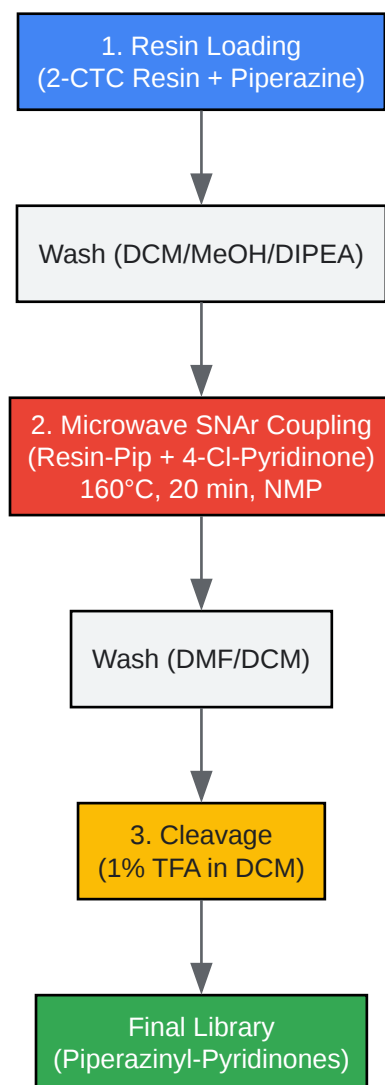 1. Resin Loading
(2-CTC Resin + Piperazine)
Wash (DCM/MeOH/DIPEA)
2. Microwave SNAr Coupling
(Resin-Pip + 4-Cl-Pyridinone)
160°C, 20 min, NMP
Wash (DMF/DCM)
3. Cleavage
(1% TFA in DCM)
Final Library
(Piperazinyl-Pyridinones)